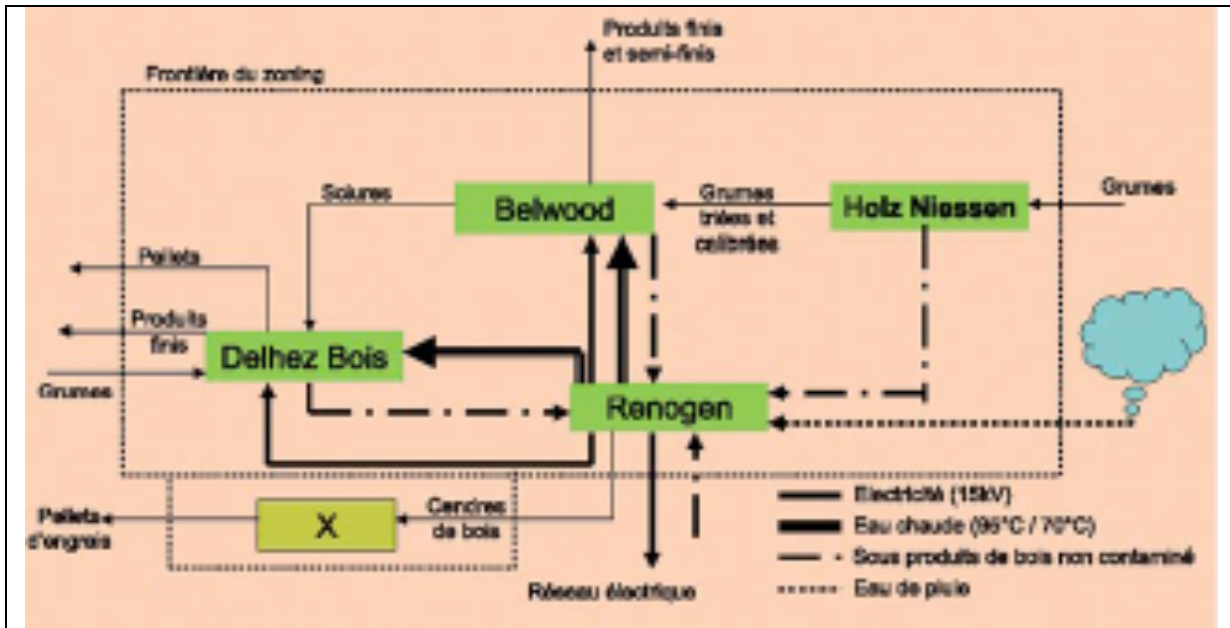 Produits finis
et semi-finis
Frontière du zoning
Sciures
Belwood
Grumes
triées et
calibrées
Holz Niessen
Grumes
Pellets
Produits
finis
Delhez Bois
Grumes
Renogen
Pellets
d'engrais
X
Cendres
de bois
Réseau électrique
Electricité (15kV)
Eau chaude (95°C / 70°C)
Sous produits de bois non contaminé
Eau de pluie